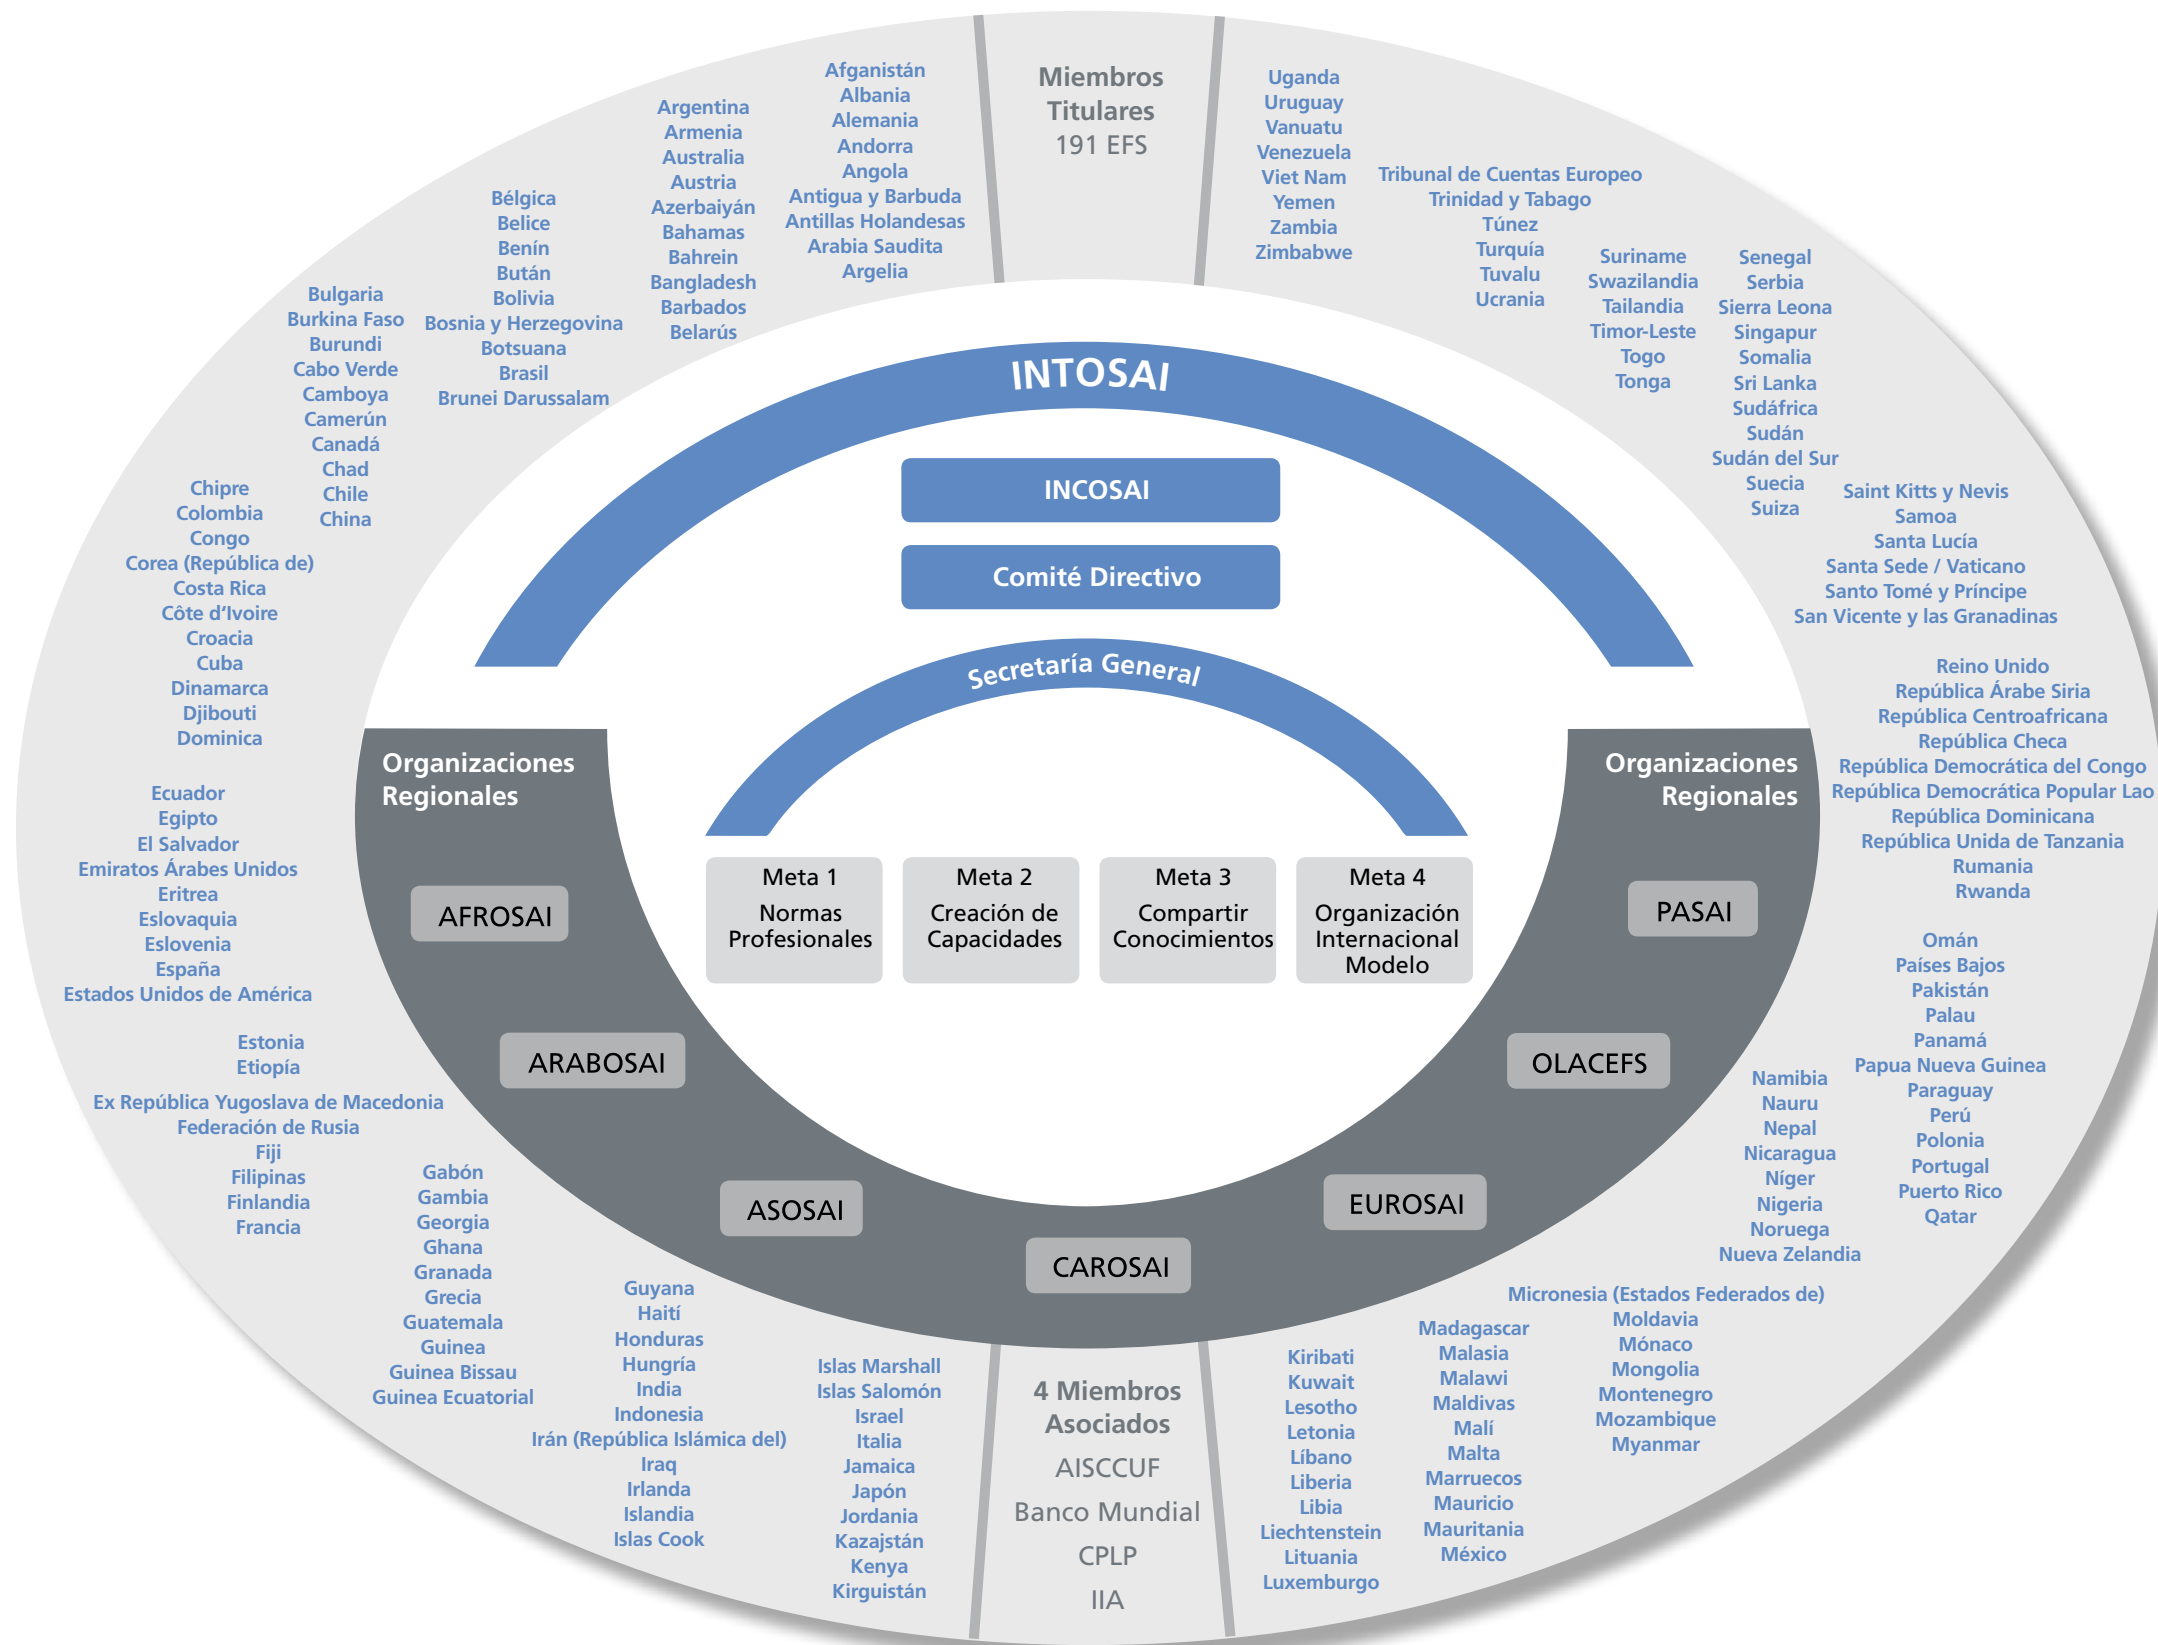 Miembros
Titulares
191 EFS
Afganistán
Albania
Alemania
Andorra
Angola
Antigua y Barbuda
Antillas Holandesas
Arabia Saudita
Argelia
Argentina
Armenia
Australia
Austria
Azerbaiyán
Bahamas
Bahrein
Bangladesh
Barbados
Belarús
Bélgica
Belice
Benín
Bután
Bolivia
Bosnia y Herzegovina
Botsuana
Brasil
Brunei Darussalam
Bulgaria
Burkina Faso
Burundi
Cabo Verde
Camboya
Camerún
Canadá
Chad
Chile
China
Chipre
Colombia
Congo
Corea (República de)
Costa Rica
Côte d’Ivoire
Croacia
Cuba
Dinamarca
Djibouti
Dominica
Ecuador
Egipto
El Salvador
Emiratos Árabes Unidos
Eritrea
Eslovaquia
Eslovenia
España
Estados Unidos de América
Estonia
Etiopía
Ex República Yugoslava de Macedonia
Federación de Rusia
Fiji
Filipinas
Finlandia
Francia
Gabón
Gambia
Georgia
Ghana
Granada
Grecia
Guatemala
Guinea
Guinea Bissau
Guinea Ecuatorial
Guyana
Haití
Honduras
Hungría
India
Indonesia
Irán (República Islámica del)
Iraq
Irlanda
Islandia
Islas Cook
Islas Marshall
Islas Salomón
Israel
Italia
Jamaica
Japón
Jordania
Kazajstán
Kenya
Kirguistán
4 Miembros
Asociados
AISCCUF
Banco Mundial
CPLP
IIA
Kiribati
Kuwait
Lesotho
Letonia
Líbano
Liberia
Libia
Liechtenstein
Lituania
Luxemburgo
Madagascar
Malasia
Malawi
Maldivas
Malí
Malta
Marruecos
Mauricio
Mauritania
México
Micronesia (Estados Federados de)
Moldavia
Mónaco
Mongolia
Montenegro
Mozambique
Myanmar
Namibia
Nauru
Nepal
Nicaragua
Níger
Nigeria
Noruega
Nueva Zelandia
Omán
Países Bajos
Pakistán
Palau
Panamá
Papua Nueva Guinea
Paraguay
Perú
Polonia
Portugal
Puerto Rico
Qatar
Reino Unido
República Árabe Siria
República Centroafricana
República Checa
República Democrática del Congo
República Democrática Popular Lao
República Dominicana
República Unida de Tanzania
Rumania
Rwanda
Saint Kitts y Nevis
Samoa
Santa Lucía
Santa Sede / Vaticano
Santo Tomé y Príncipe
San Vicente y las Granadinas
Senegal
Serbia
Sierra Leona
Singapur
Somalia
Sri Lanka
Sudáfrica
Sudán
Sudán del Sur
Suecia
Suiza
Suriname
Swazilandia
Tailandia
Timor-Leste
Togo
Tonga
Tribunal de Cuentas Europeo
Trinidad y Tabago
Túnez
Turquía
Tuvalu
Ucrania
Uganda
Uruguay
Vanuatu
Venezuela
Viet Nam
Yemen
Zambia
Zimbabwe
INTOSAI
INCOSAI
Comité Directivo
Secretaría General
Meta 1
Normas
Profesionales
Meta 2
Creación de
Capacidades
Meta 3
Compartir
Conocimientos
Meta 4
Organización
Internacional
Modelo
Organizaciones
Regionales
Organizaciones
Regionales
AFROSAI
ARABOSAI
ASOSAI
CAROSAI
EUROSAI
OLACEFS
PASAI